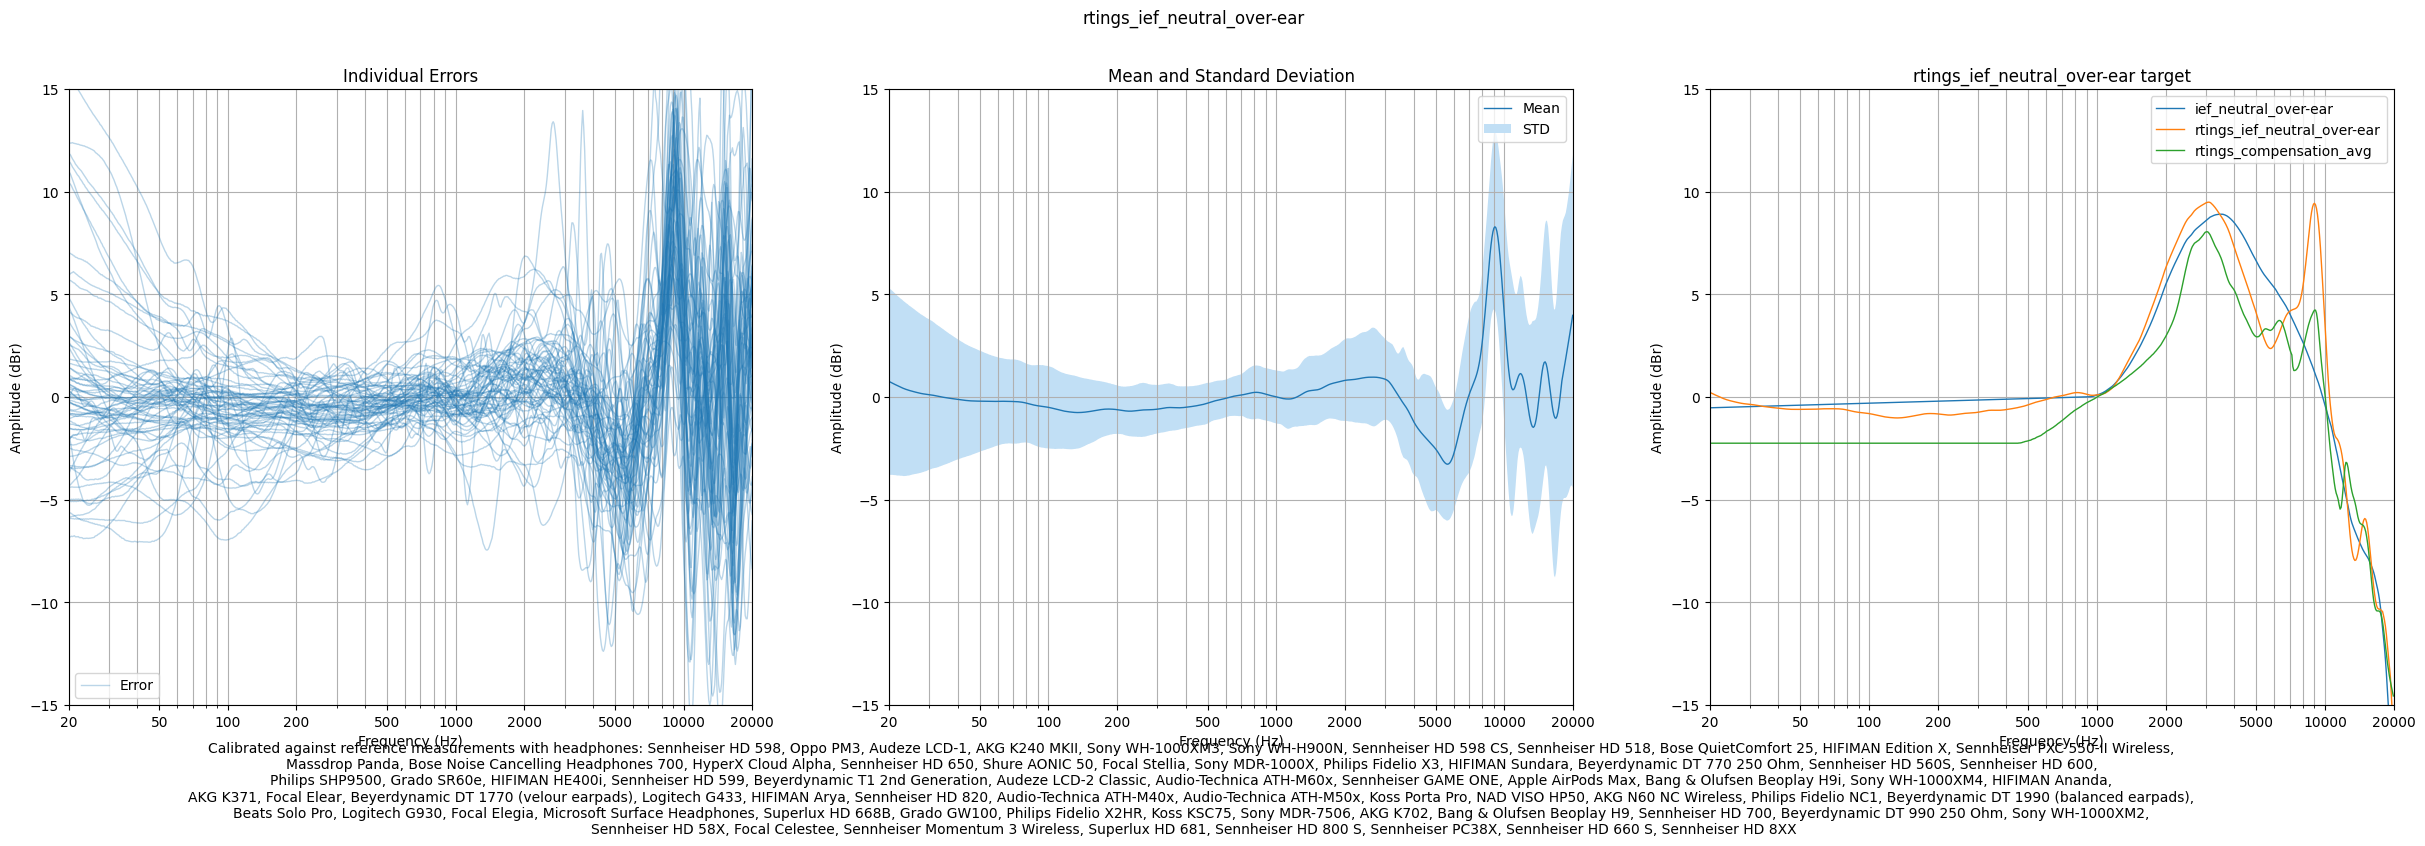 rtings_ief_neutral_over-ear
Individual Errors
15
10
5
0
−5
−10
−15
Amplitude (dBr)
Error
20 50 100 200 500 1000 2000 5000 10000 20000
Frequency (Hz)
Mean and Standard Deviation
15
10
5
0
−5
−10
−15
Amplitude (dBr)
Mean
STD
20 50 100 200 500 1000 2000 5000 10000 20000
Frequency (Hz)
rtings_ief_neutral_over-ear target
15
10
5
0
−5
−10
−15
Amplitude (dBr)
ief_neutral_over-ear
rtings_ief_neutral_over-ear
rtings_compensation_avg
20 50 100 200 500 1000 2000 5000 10000 20000
Frequency (Hz)
Calibrated against reference measurements with headphones: Sennheiser HD 598, Oppo PM3, Audeze LCD-1, AKG K240 MKII, Sony WH-1000XM3, Sony WH-H900N, Sennheiser HD 598 CS, Sennheiser HD 518, Bose QuietComfort 25, HIFIMAN Edition X, Sennheiser PXC 550-II Wireless,
Massdrop Panda, Bose Noise Cancelling Headphones 700, HyperX Cloud Alpha, Sennheiser HD 650, Shure AONIC 50, Focal Stellia, Sony MDR-1000X, Philips Fidelio X3, HIFIMAN Sundara, Beyerdynamic DT 770 250 Ohm, Sennheiser HD 560S, Sennheiser HD 600,
Philips SHP9500, Grado SR60e, HIFIMAN HE400i, Sennheiser HD 599, Beyerdynamic T1 2nd Generation, Audeze LCD-2 Classic, Audio-Technica ATH-M60x, Sennheiser GAME ONE, Apple AirPods Max, Bang & Olufsen Beoplay H9i, Sony WH-1000XM4, HIFIMAN Ananda,
AKG K371, Focal Elear, Beyerdynamic DT 1770 (velour earpads), Logitech G433, HIFIMAN Arya, Sennheiser HD 820, Audio-Technica ATH-M40x, Audio-Technica ATH-M50x, Koss Porta Pro, NAD VISO HP50, AKG N60 NC Wireless, Philips Fidelio NC1, Beyerdynamic DT 1990 (balanced earpads),
Beats Solo Pro, Logitech G930, Focal Elegia, Microsoft Surface Headphones, Superlux HD 668B, Grado GW100, Philips Fidelio X2HR, Koss KSC75, Sony MDR-7506, AKG K702, Bang & Olufsen Beoplay H9, Sennheiser HD 700, Beyerdynamic DT 990 250 Ohm, Sony WH-1000XM2,
Sennheiser HD 58X, Focal Celestee, Sennheiser Momentum 3 Wireless, Superlux HD 681, Sennheiser HD 800 S, Sennheiser PC38X, Sennheiser HD 660 S, Sennheiser HD 8XX